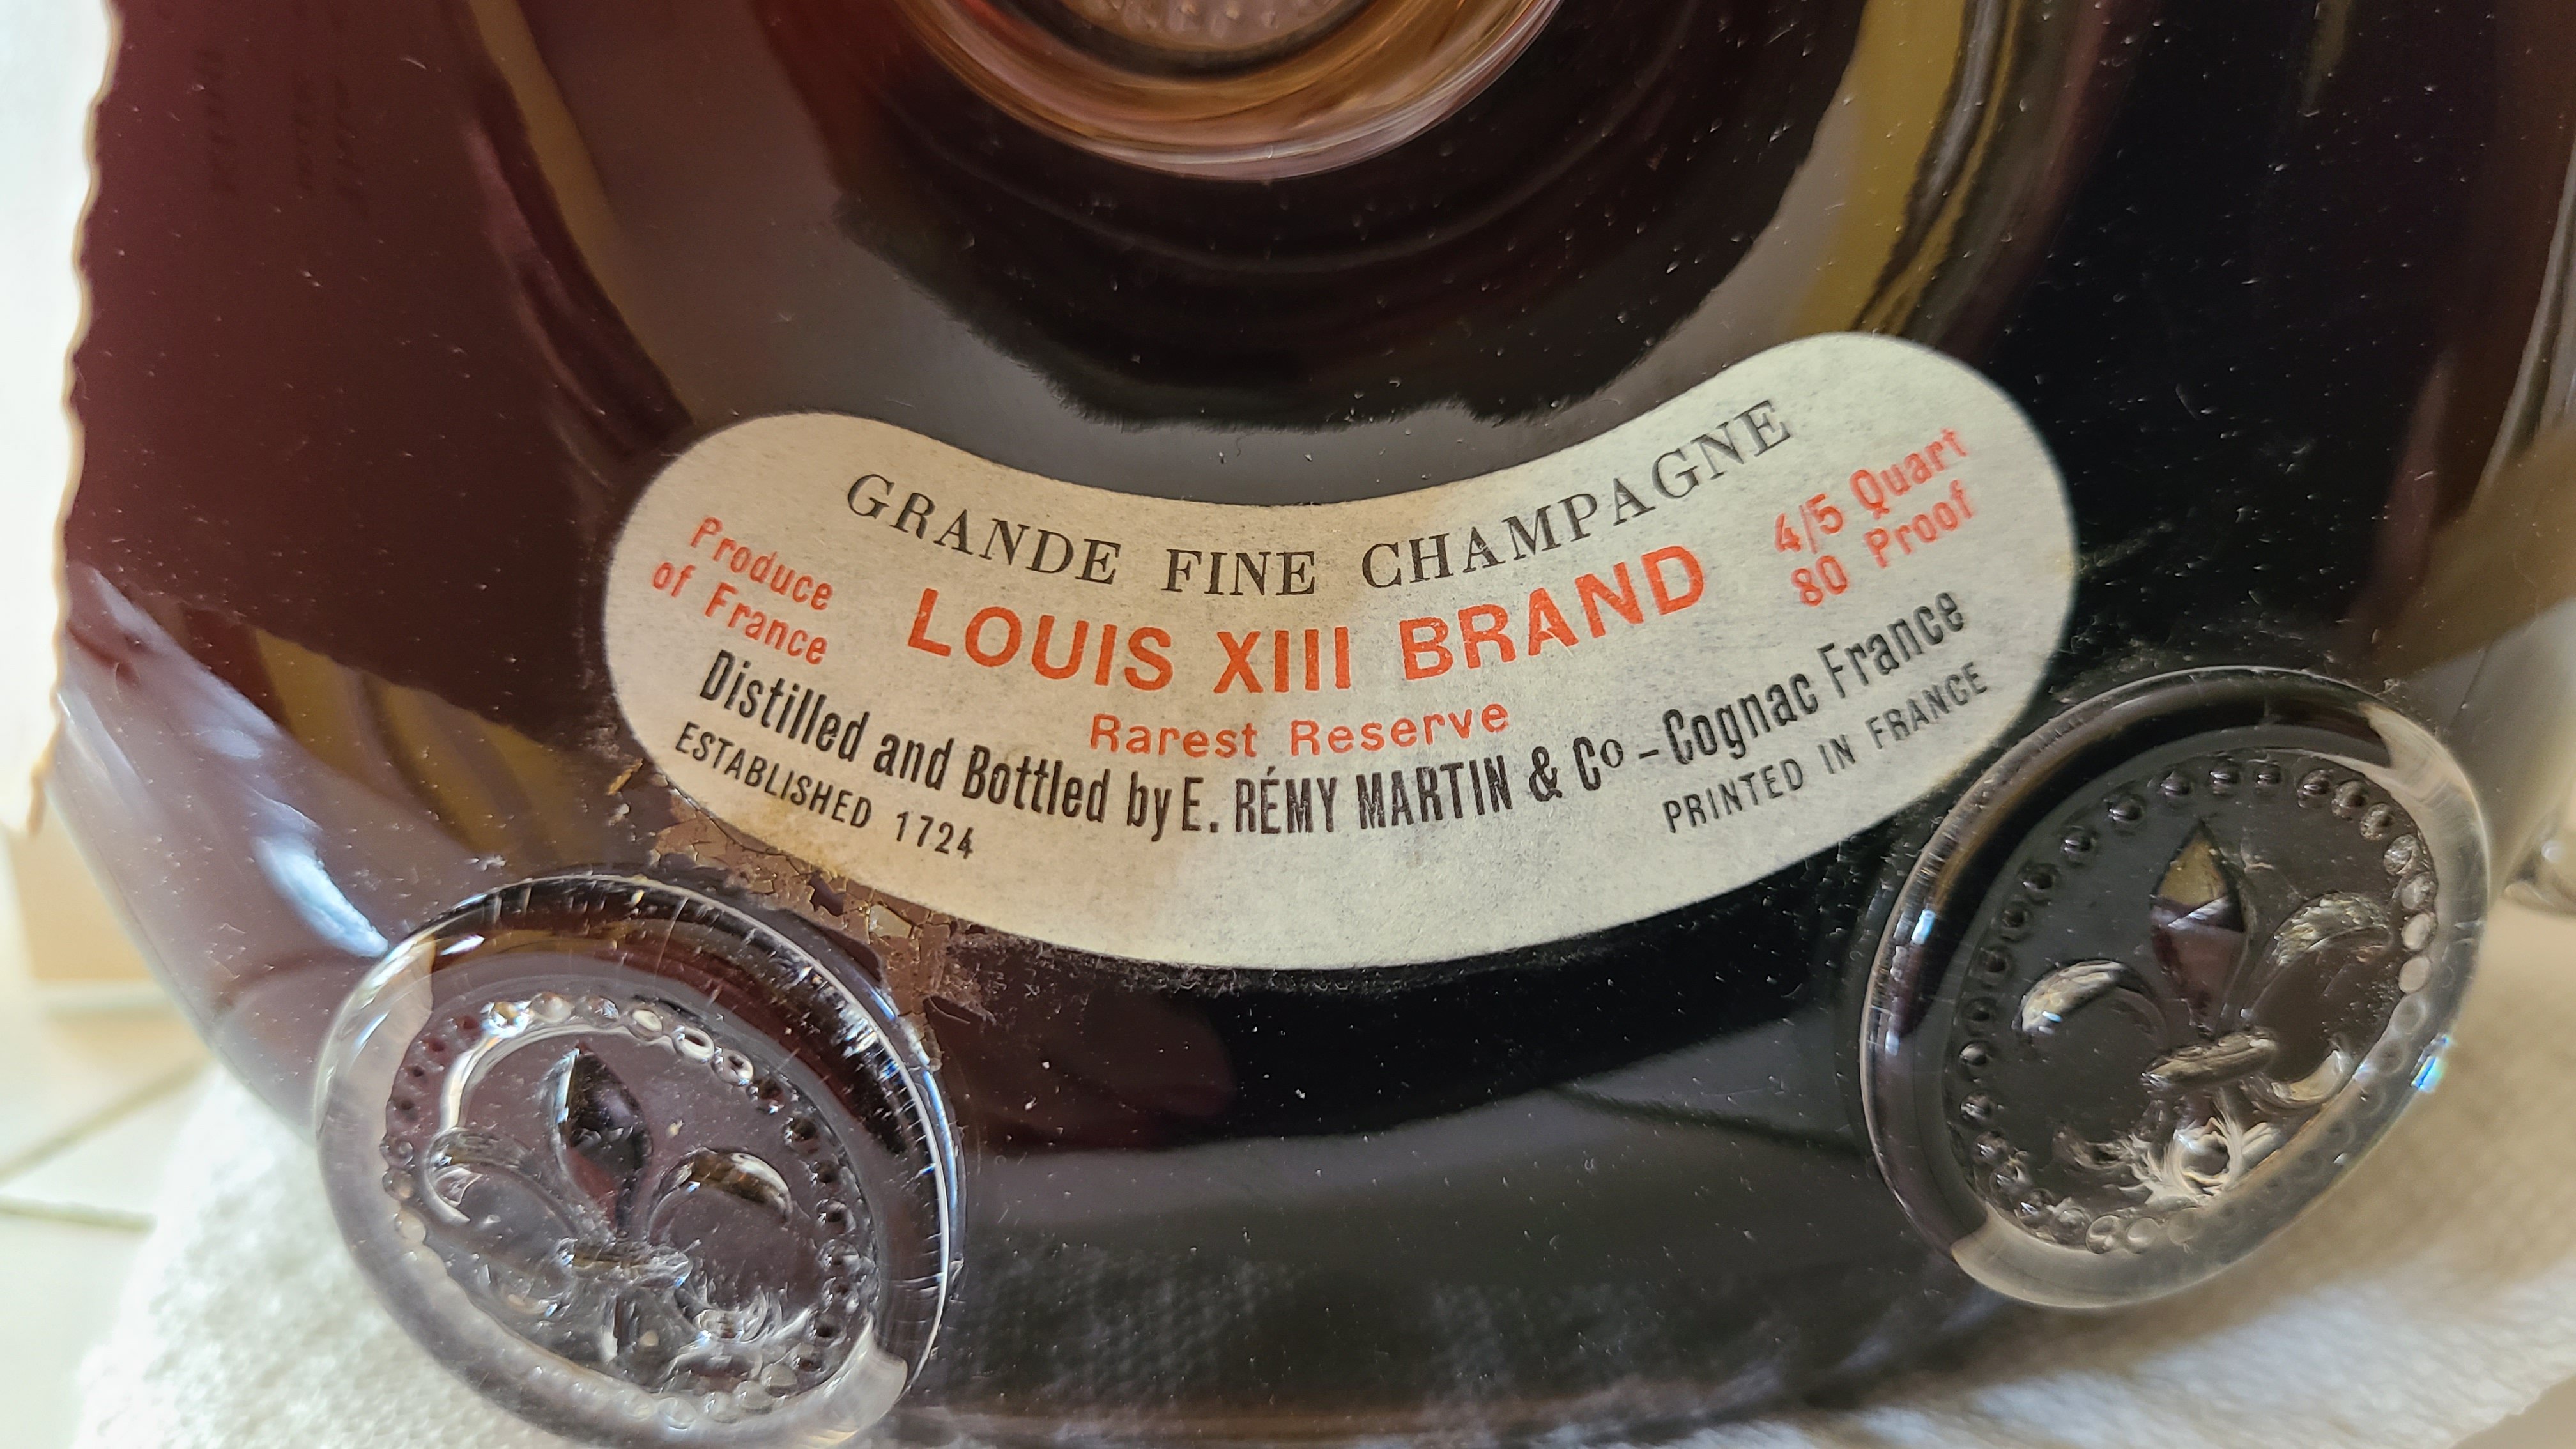 GRANDE FINE CHAMPAGNE
Produce
of France
LOUIS XIII BRAND
4/5 Quart
80 Proof
Rarest Reserve
Distilled and Bottled by E. RÉMY MARTIN & Cº - Cognac France
ESTABLISHED 1724
PRINTED IN FRANCE